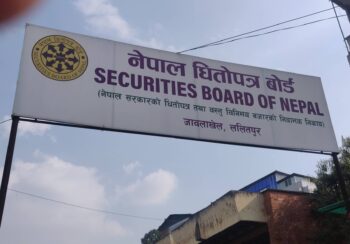 नेपाल धितोपत्र बोर्ड
SECURITIES BOARD OF NEPAL
(नेपाल सरकारको धितोपत्र तथा वस्तु विनिमय बजारको नियामक निकाय)
जावलाखेल, ललितपुर